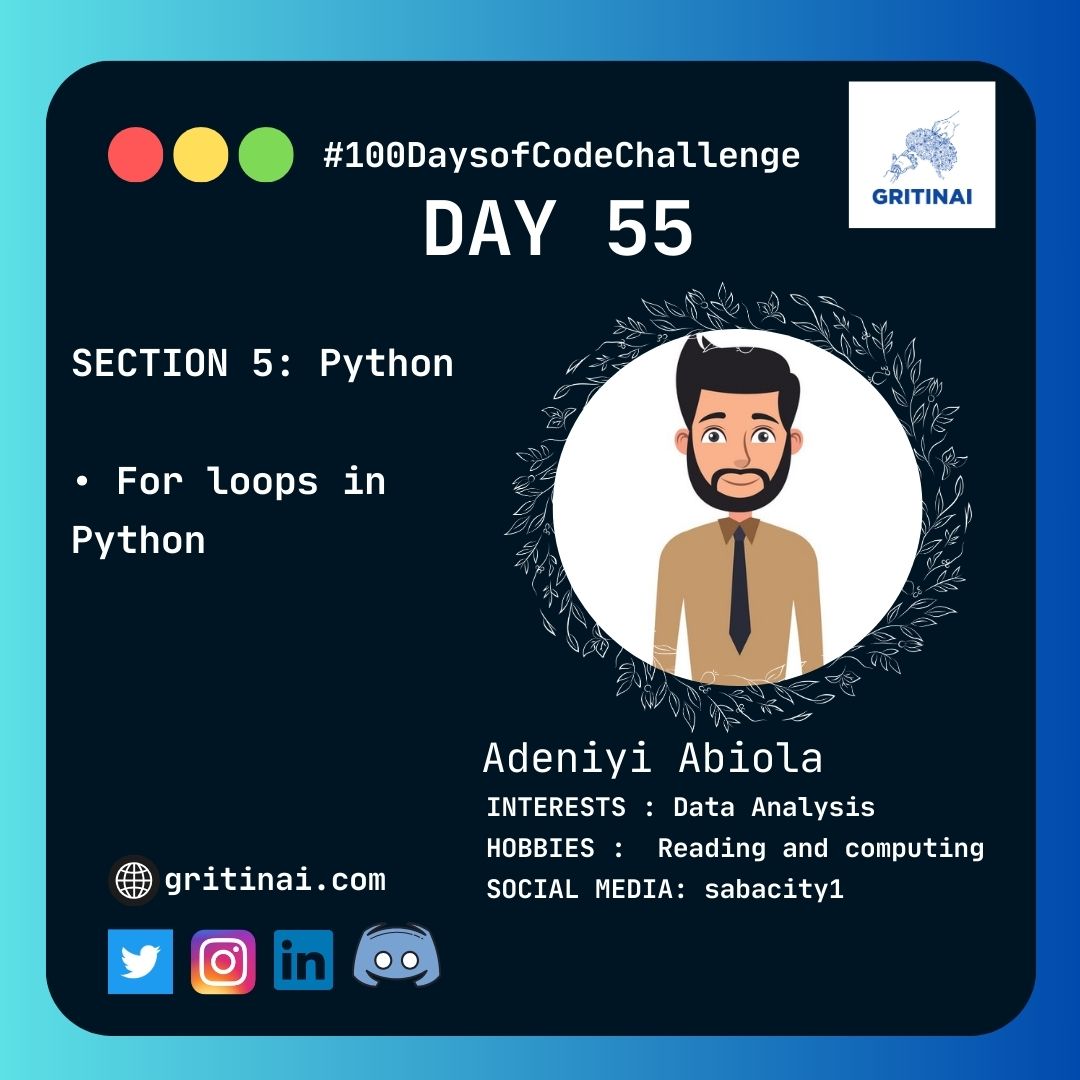 #100DaysofCodeChallenge
DAY 55
GRITINAI
SECTION 5: Python
• For loops in
Python
Adeniyi Abiola
INTERESTS : Data Analysis
HOBBIES :  Reading and computing
SOCIAL MEDIA: sabacity1
gritinai.com
in